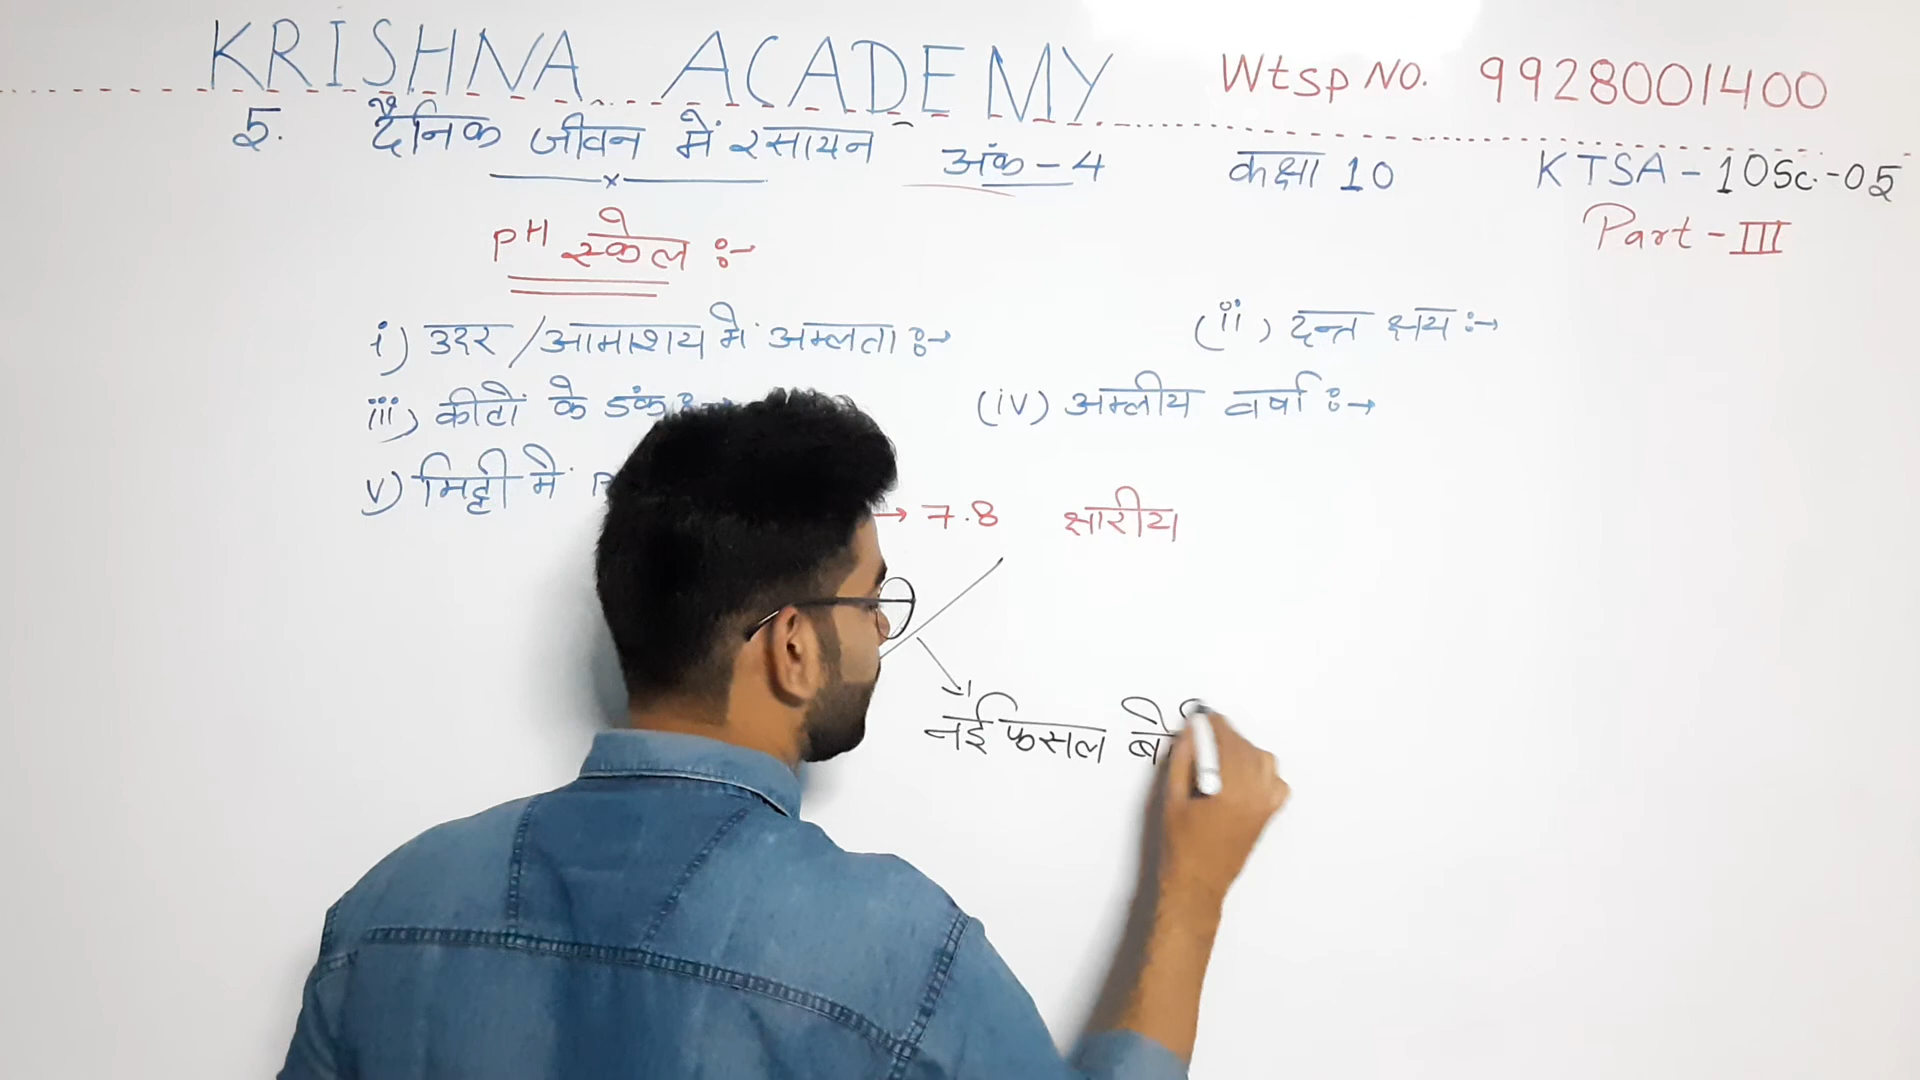 KRISHNA ACADEMY Wtsp NO. 9928001400
5. दैनिक जीवन में रसायन अंक - 4 कक्षा 10 KTSA - 10Sc.-05
Part - III
PH स्केल :-
i) उदर / आमाशय में अम्लता :→ (ii) दन्त क्षय :→
iii) कीटों के डंक :→ (iv) अम्लीय वर्षा :→
v) मिट्टी में
→ 7.8 क्षारीय
नई फसल